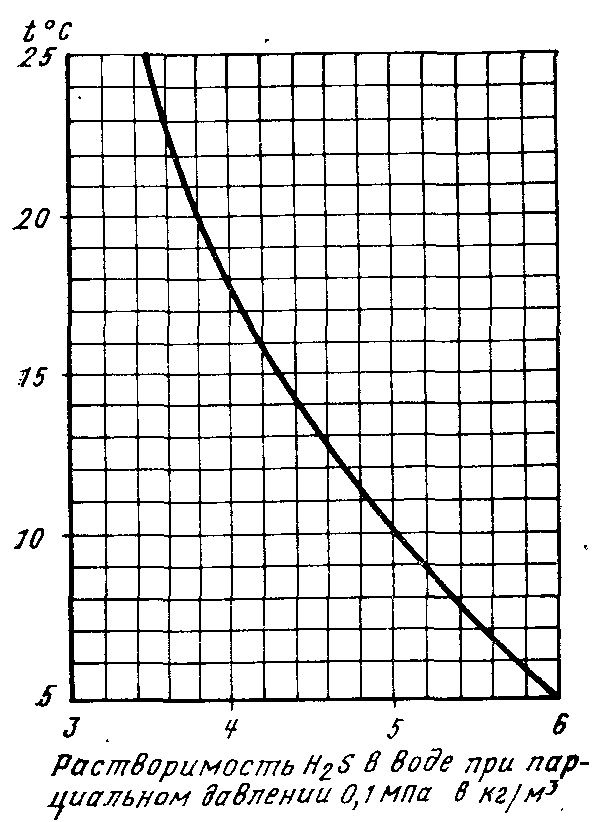 t°C
25
20
15
10
5
3 4 5 6
Растворимость H₂S в воде при пар-
циальном давлении 0,1 мпа в кг/м³